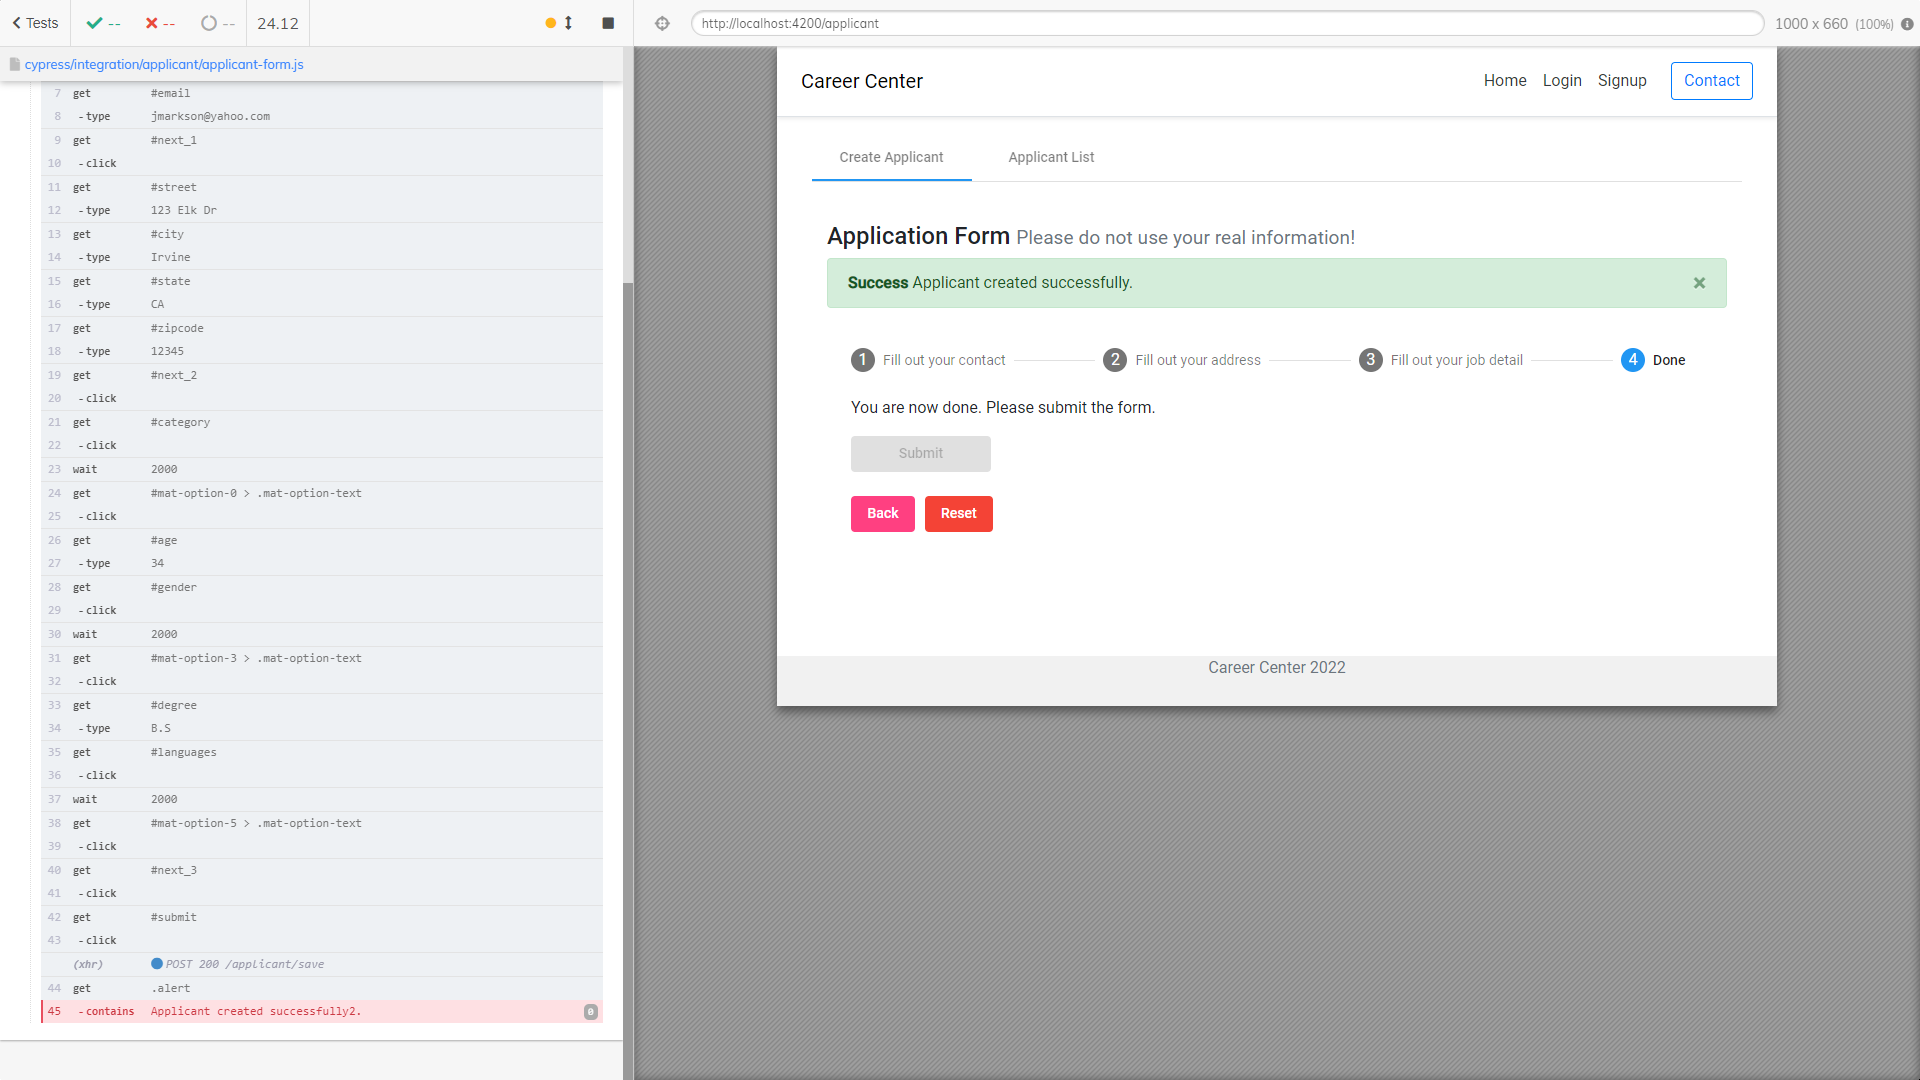 Tests -- -- -- 24.12
cypress/integration/applicant/applicant-form.js
7 get #email
8 -type jmarkson@yahoo.com
9 get #next_1
10 -click
11 get #street
12 -type 123 Elk Dr
13 get #city
14 -type Irvine
15 get #state
16 -type CA
17 get #zipcode
18 -type 12345
19 get #next_2
20 -click
21 get #category
22 -click
23 wait 2000
24 get #mat-option-0 > .mat-option-text
25 -click
26 get #age
27 -type 34
28 get #gender
29 -click
30 wait 2000
31 get #mat-option-3 > .mat-option-text
32 -click
33 get #degree
34 -type B.S
35 get #languages
36 -click
37 wait 2000
38 get #mat-option-5 > .mat-option-text
39 -click
40 get #next_3
41 -click
42 get #submit
43 -click
(xhr) POST 200 /applicant/save
44 get .alert
45 -contains Applicant created successfully2. 0
http://localhost:4200/applicant 1000 x 660 (100%)
Career Center Home Login Signup Contact
Create Applicant Applicant List
Application Form Please do not use your real information!
Success Applicant created successfully. ×
1 Fill out your contact 2 Fill out your address 3 Fill out your job detail 4 Done
You are now done. Please submit the form.
Submit
Back Reset
Career Center 2022